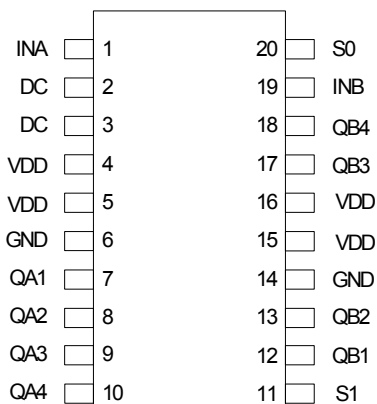 INA 1 20 S0
DC 2 19 INB
DC 3 18 QB4
VDD 4 17 QB3
VDD 5 16 VDD
GND 6 15 VDD
QA1 7 14 GND
QA2 8 13 QB2
QA3 9 12 QB1
QA4 10 11 S1